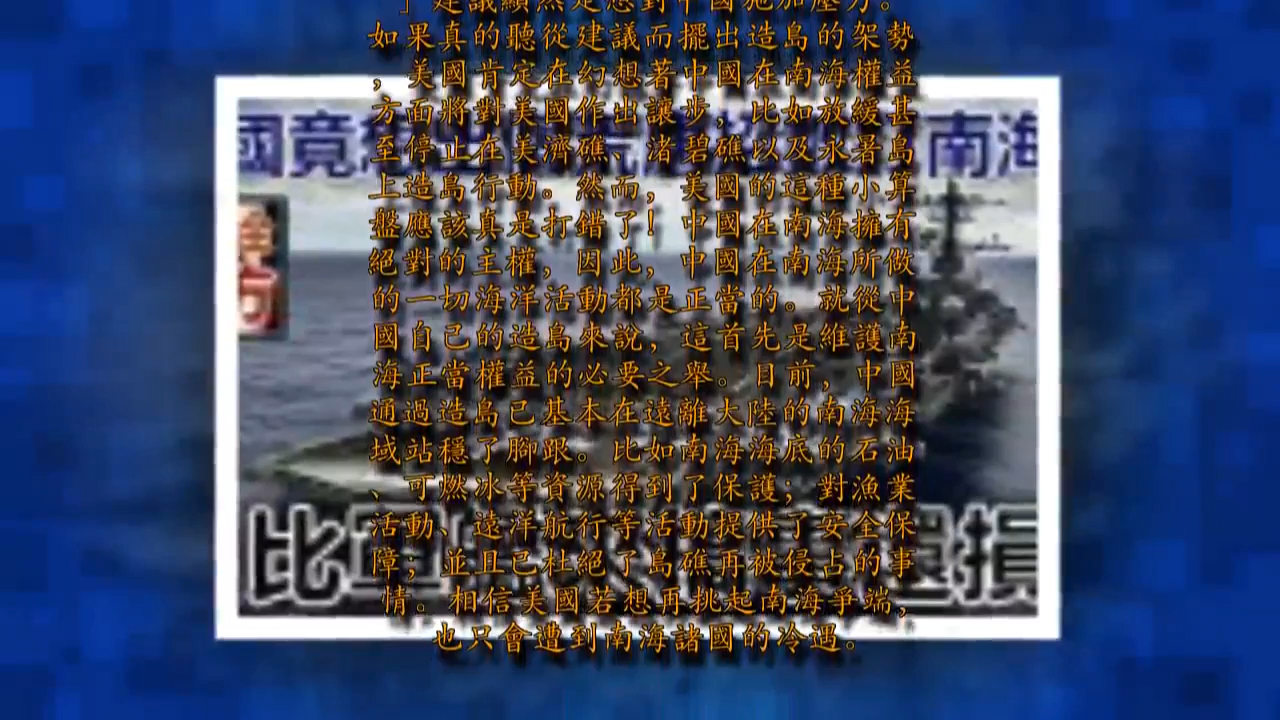 」建議顯然是想對中國施加壓力。
如果真的聽從建議而擺出造島的架勢
，美國肯定在幻想著中國在南海權益
方面將對美國作出讓步，比如放緩甚
至停止在美濟礁、渚碧礁以及永暑島
上造島行動。然而，美國的這種小算
盤應該真是打錯了！中國在南海擁有
絕對的主權，因此，中國在南海所做
的一切海洋活動都是正當的。就從中
國自己的造島來說，這首先是維護南
海正當權益的必要之舉。目前，中國
通過造島已基本在遠離大陸的南海海
域站穩了腳跟。比如南海海底的石油
、可燃冰等資源得到了保護；對漁業
活動、遠洋航行等活動提供了安全保
障；並且已杜絕了島礁再被侵占的事
情。相信美國若想再挑起南海爭端，
也只會遭到南海諸國的冷遇。
國竟
南海
比軍
還損